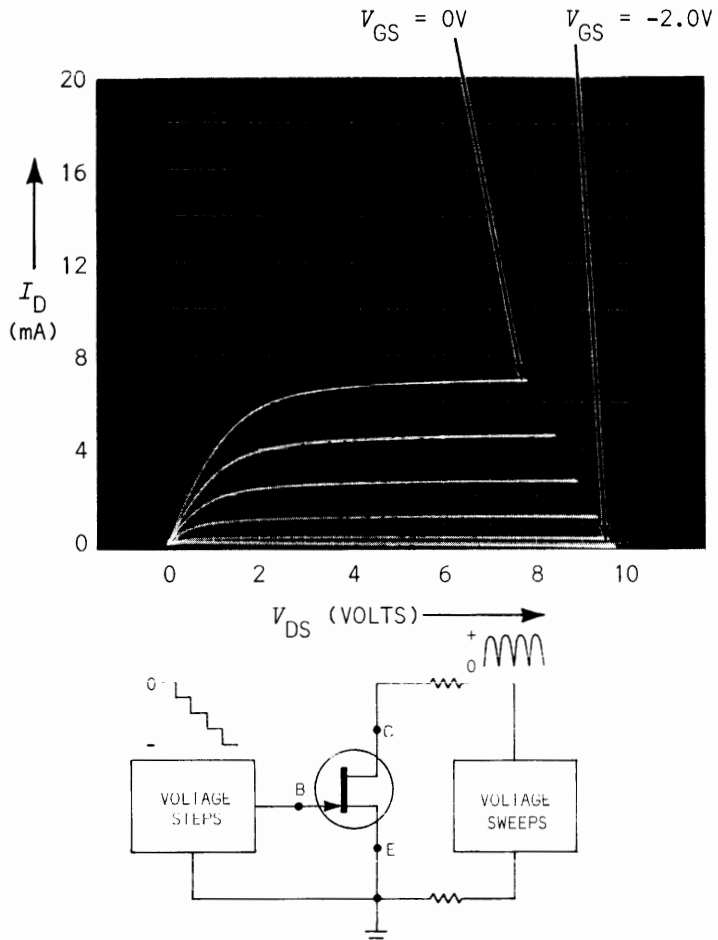 V_GS = 0V
V_GS = -2.0V
20
16
12
8
4
0
I_D
(mA)
0 2 4 6 8 10
V_DS (VOLTS)
+
0
0
-
VOLTAGE
STEPS
B
C
E
VOLTAGE
SWEEPS